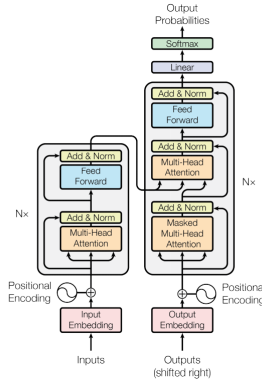 Output
Probabilities
Softmax
Linear
Add & Norm
Feed
Forward
Add & Norm
Multi-Head
Attention
Add & Norm
Masked
Multi-Head
Attention
N×
Positional
Encoding
Output
Embedding
Outputs
(shifted right)
Add & Norm
Feed
Forward
Add & Norm
Multi-Head
Attention
N×
Positional
Encoding
Input
Embedding
Inputs